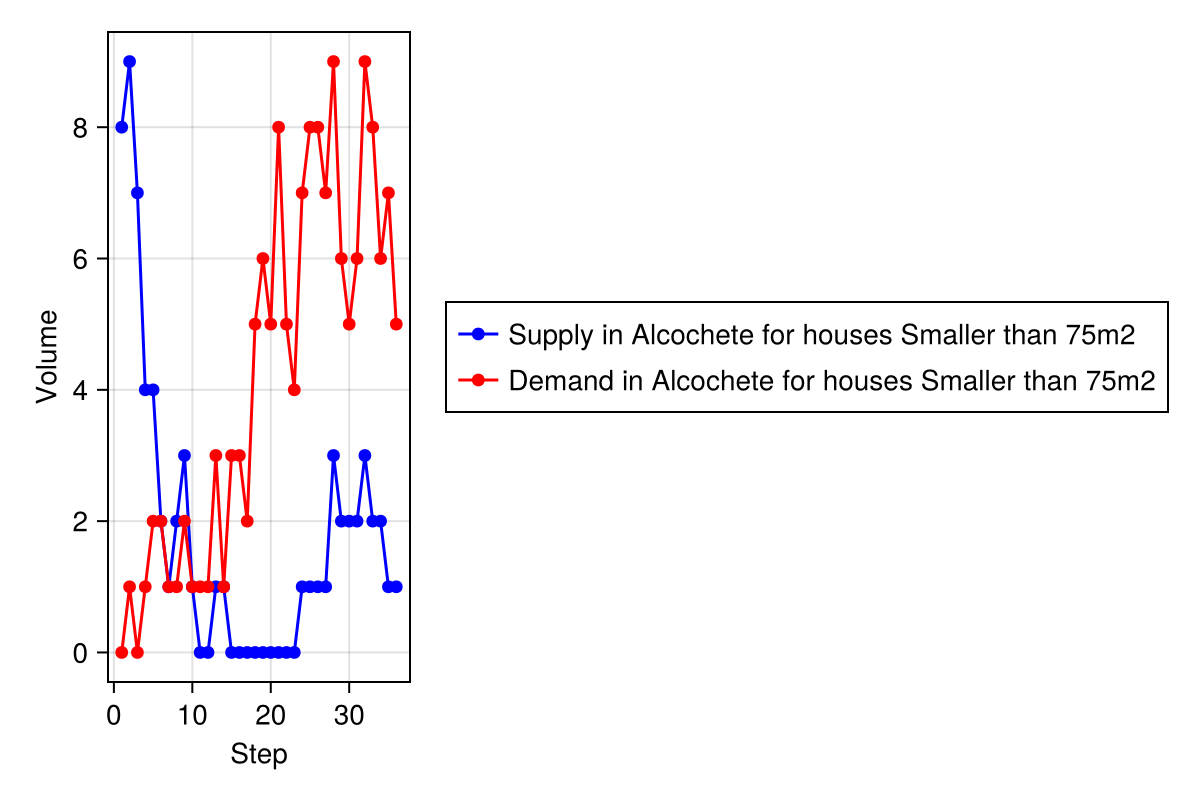 8
6
4
2
0
Volume
0 10 20 30
Step
Supply in Alcochete for houses Smaller than 75m2
Demand in Alcochete for houses Smaller than 75m2